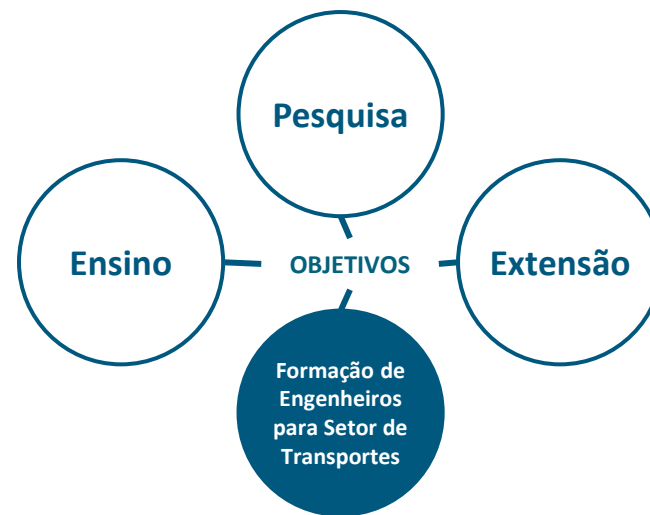 Pesquisa
Ensino
OBJETIVOS
Extensão
Formação de
Engenheiros
para Setor de
Transportes